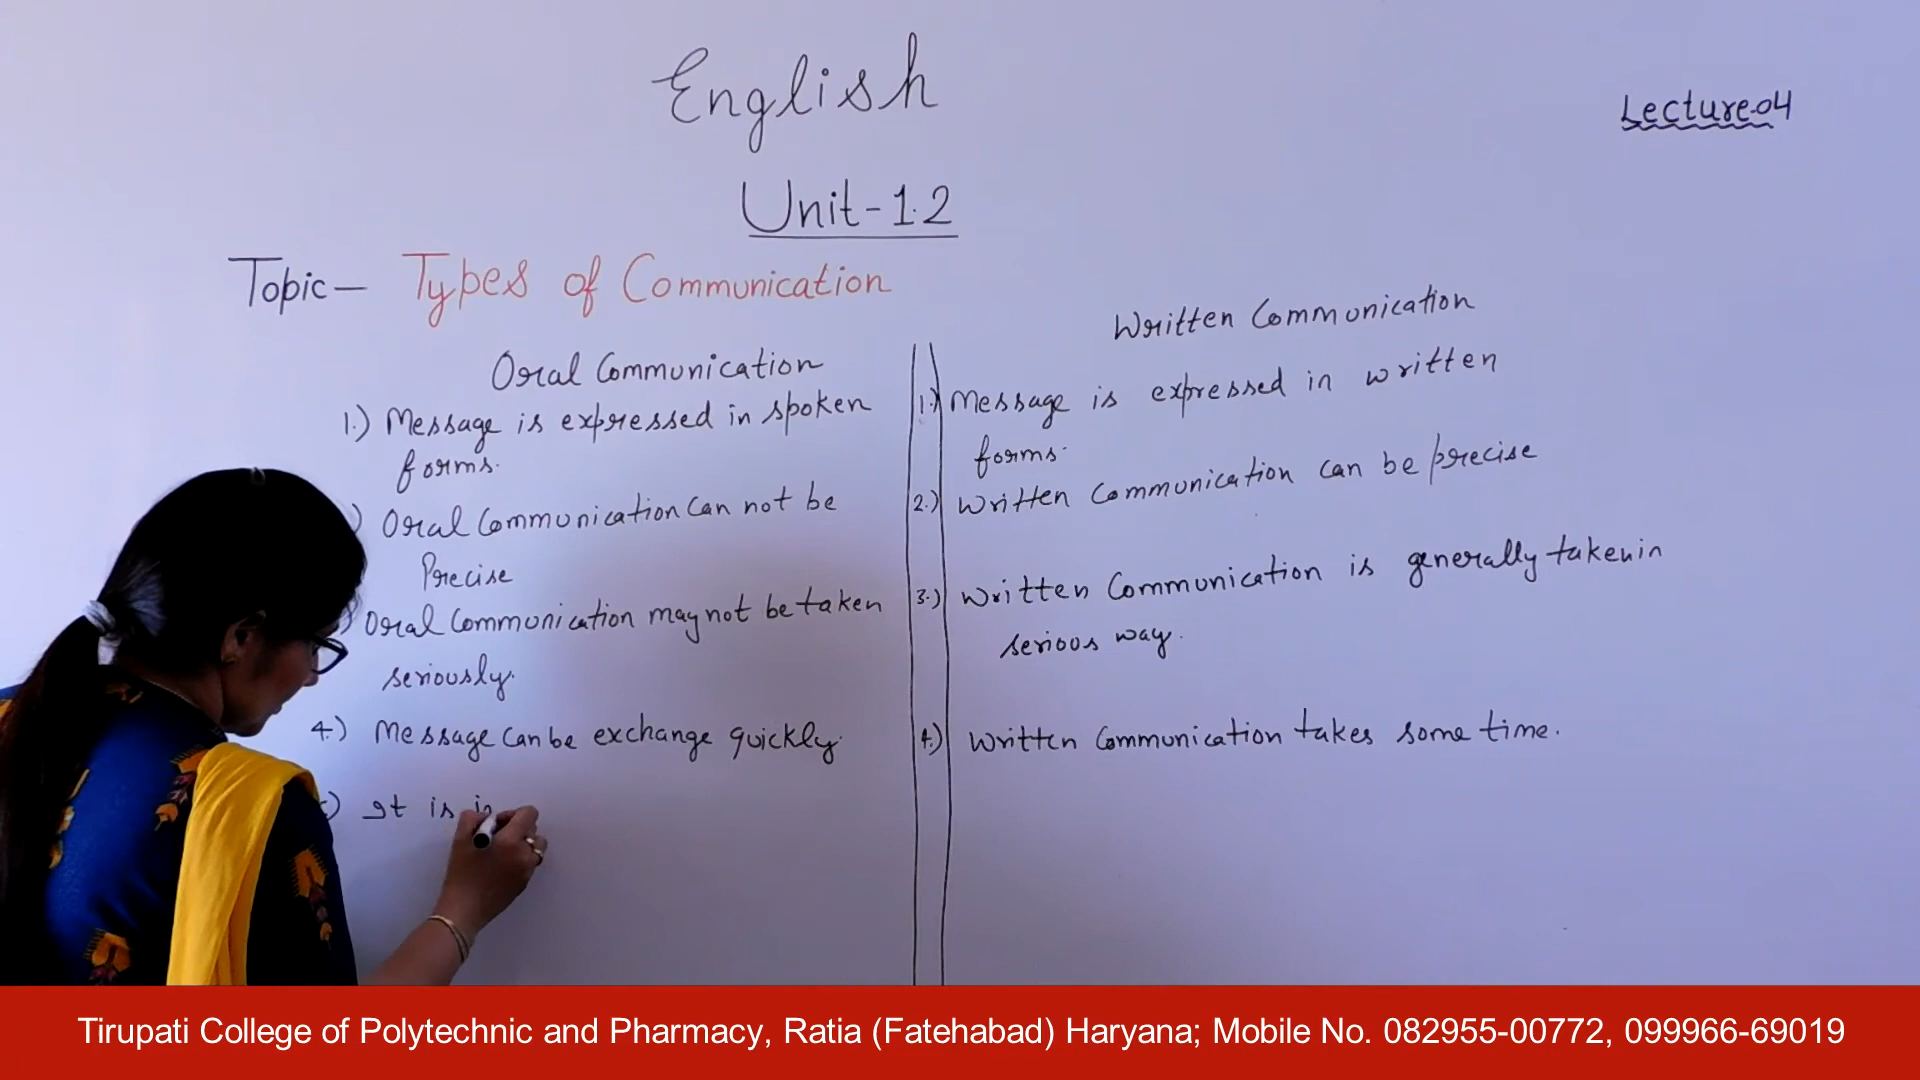 English
Lecture-04
Unit-1.2
Topic- Types of Communication
Oral Communication
1.) Message is expressed in spoken
forms.
) Oral Communication Can not be
Precise
) Oral Communication may not be taken
seriously.
4.) Message can be exchange quickly.
) It is
Written Communication
1.) Message is expressed in written
forms.
2.) Written Communication can be precise
3.) Written Communication is generally taken in
serious way.
4.) Written Communication takes some time.
Tirupati College of Polytechnic and Pharmacy, Ratia (Fatehabad) Haryana; Mobile No. 082955-00772, 099966-69019